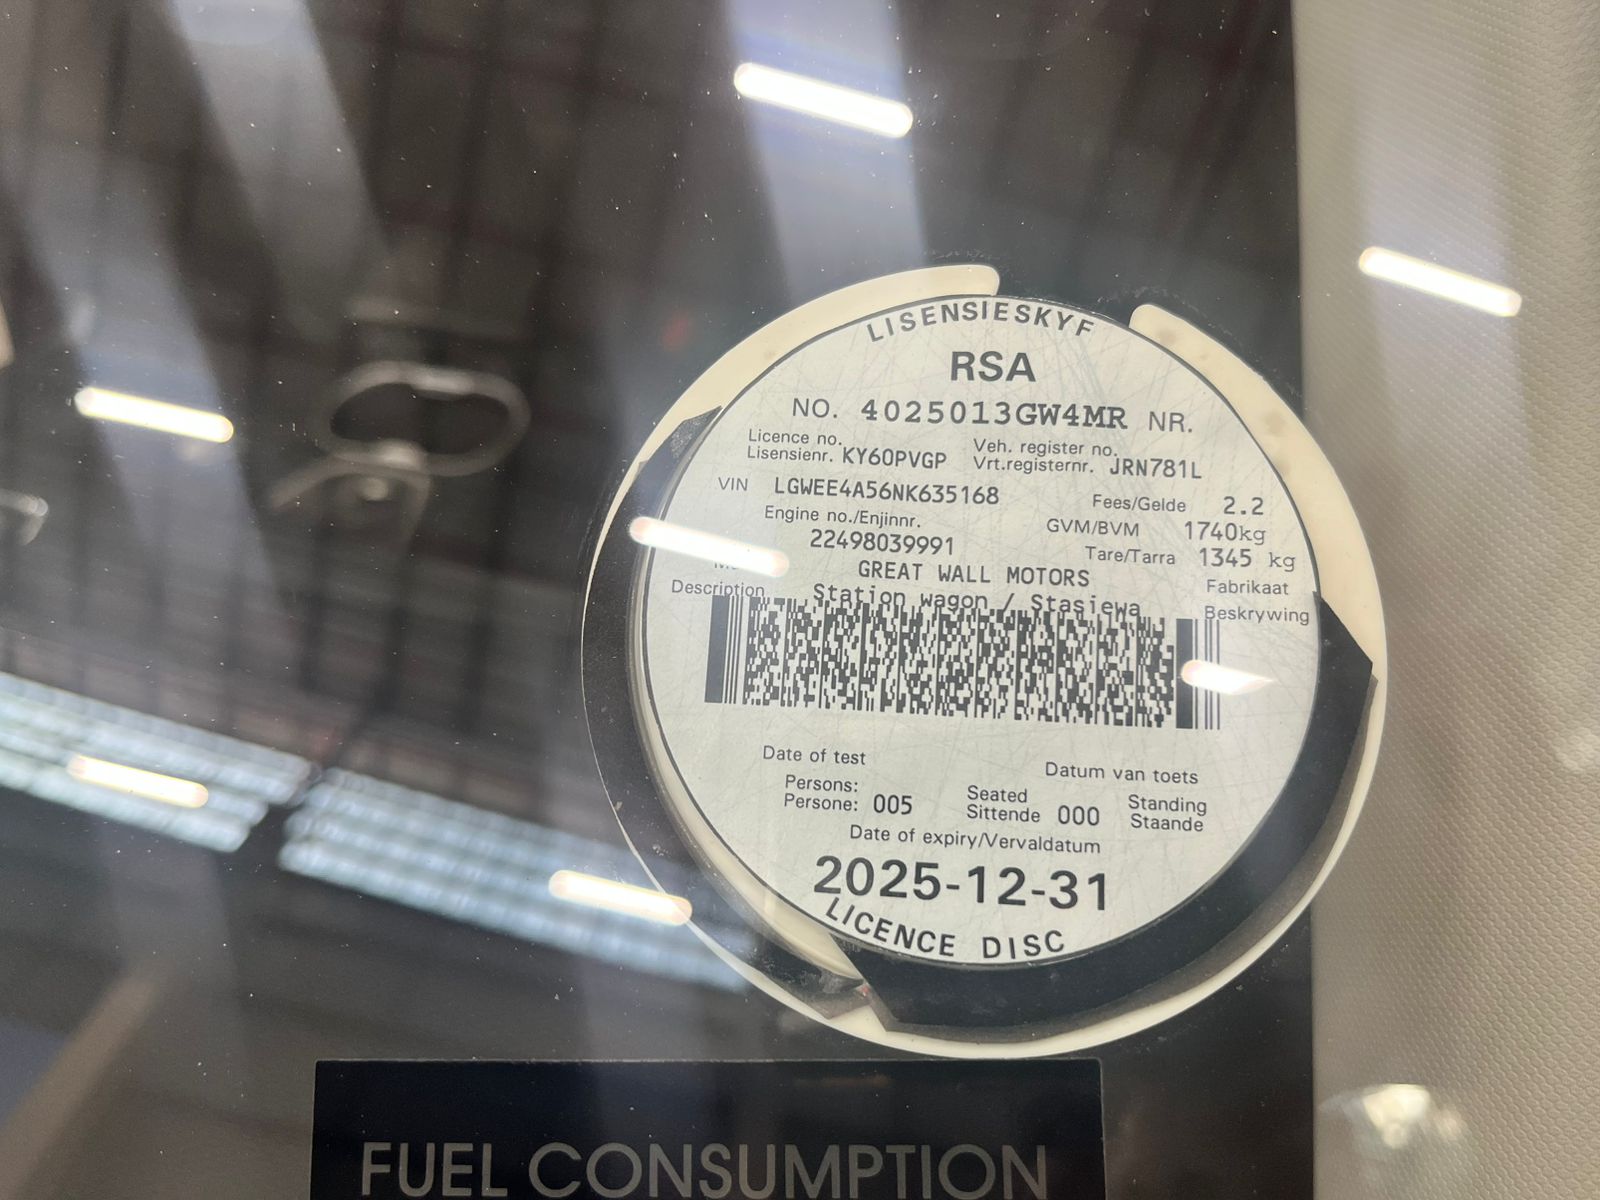 LISENSIESKYF
RSA
NO. 4025013GW4MR NR.
Licence no. Veh. register no.
Lisensienr. KY60PVGP Vrt.registernr. JRN781L
VIN LGWEE4A56NK635168 Fees/Gelde 2.2
Engine no./Enjinnr. GVM/BVM 1740kg
22498039991 Tare/Tarra 1345 kg
GREAT WALL MOTORS Fabrikaat
Description Station wagon / Stasiewa Beskrywing
Date of test Datum van toets
Persons: Seated Standing
Persone: 005 Sittende 000 Staande
Date of expiry/Vervaldatum
2025-12-31
LICENCE DISC
FUEL CONSUMPTION